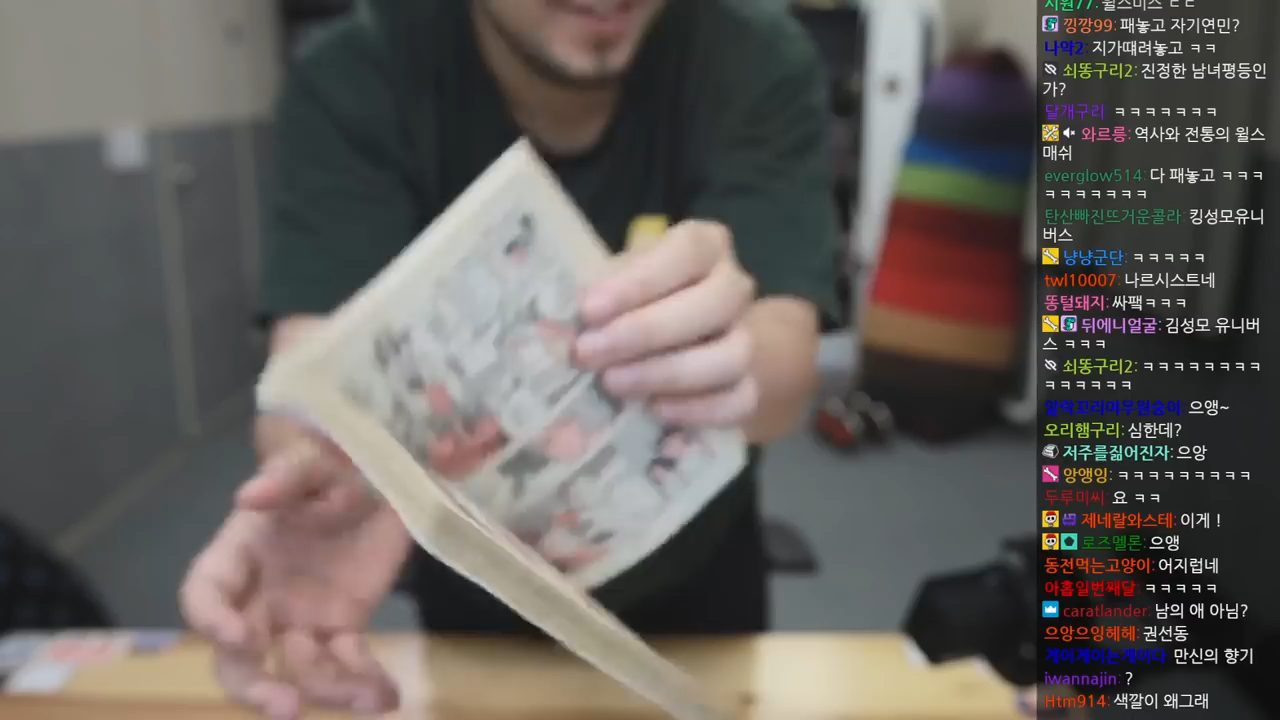 시원77: 윌스미스 ㄷㄷ
낑깡99: 패놓고 자기연민?
나악2: 지가때려놓고 ㅋㅋ
쇠똥구리2: 진정한 남녀평등인
가?
달개구리 ㅋㅋㅋㅋㅋㅋㅋ
와르릉: 역사와 전통의 윌스
매쉬
everglow514: 다 패놓고 ㅋㅋㅋ
ㅋㅋㅋㅋㅋㅋㅋㅋ
탄산빠진뜨거운콜라: 킹성모유니
버스
냥냥군단: ㅋㅋㅋㅋㅋ
twl10007: 나르시스트네
똥털돼지: 싸팩ㅋㅋㅋ
뒤에니얼굴: 김성모 유니버
스 ㅋㅋㅋ
쇠똥구리2: ㅋㅋㅋㅋㅋㅋㅋㅋ
ㅋㅋㅋㅋㅋㅋ
으앵~
오리햄구리: 심한데?
저주를짊어진자: 으앙
앙앵잉: ㅋㅋㅋㅋㅋㅋㅋㅋㅋ
두루미씨 요 ㅋㅋ
제네랄와스테: 이게 !
로즈멜론: 으앵
동전먹는고양이: 어지럽네
아홉일번째달: ㅋㅋㅋㅋㅋ
caratlander: 남의 애 아님?
으앙으잉헤헤: 권선동
게이게이는게이다 만신의 향기
iwannajin: ?
Htm914: 색깔이 왜그래